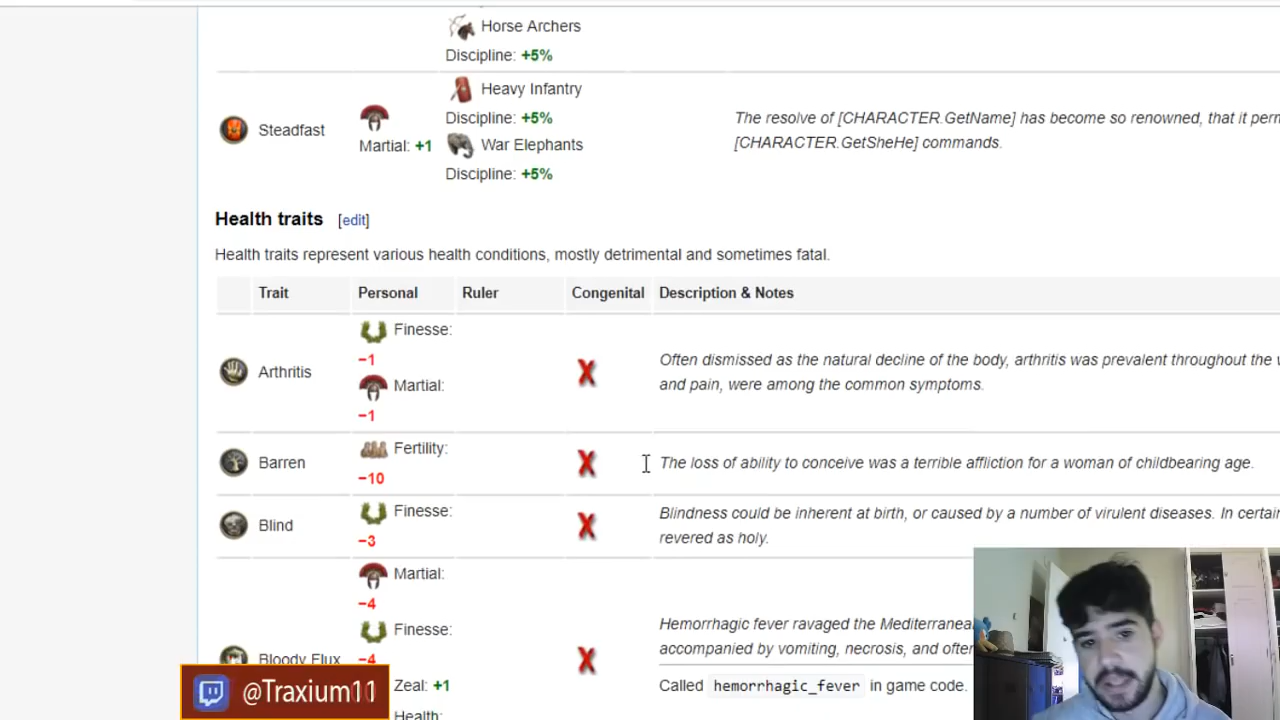 Horse Archers
Discipline: +5%
Heavy Infantry
Steadfast
Martial: +1
Discipline: +5%
War Elephants
Discipline: +5%
The resolve of [CHARACTER.GetName] has become so renowned, that it
[CHARACTER.GetSheHe] commands.
Health traits [edit]
Health traits represent various health conditions, mostly detrimental and sometimes fatal.
Trait Personal Ruler Congenital Description & Notes
Arthritis
Finesse:
−1
Martial:
−1
X
Often dismissed as the natural decline of the body, arthritis was prevalent throughout the
and pain, were among the common symptoms.
Barren
Fertility:
−10
X
The loss of ability to conceive was a terrible affliction for a woman of childbearing age.
Blind
Finesse:
−3
X
Blindness could be inherent at birth, or caused by a number of virulent diseases. In
revered as holy.
Bloody Flux
Martial:
−4
Finesse:
−4
Zeal: +1
Health:
X
Hemorrhagic fever ravaged the
accompanied by vomiting, necrosis, and
Called hemorrhagic_fever in game code.
@Traxium11